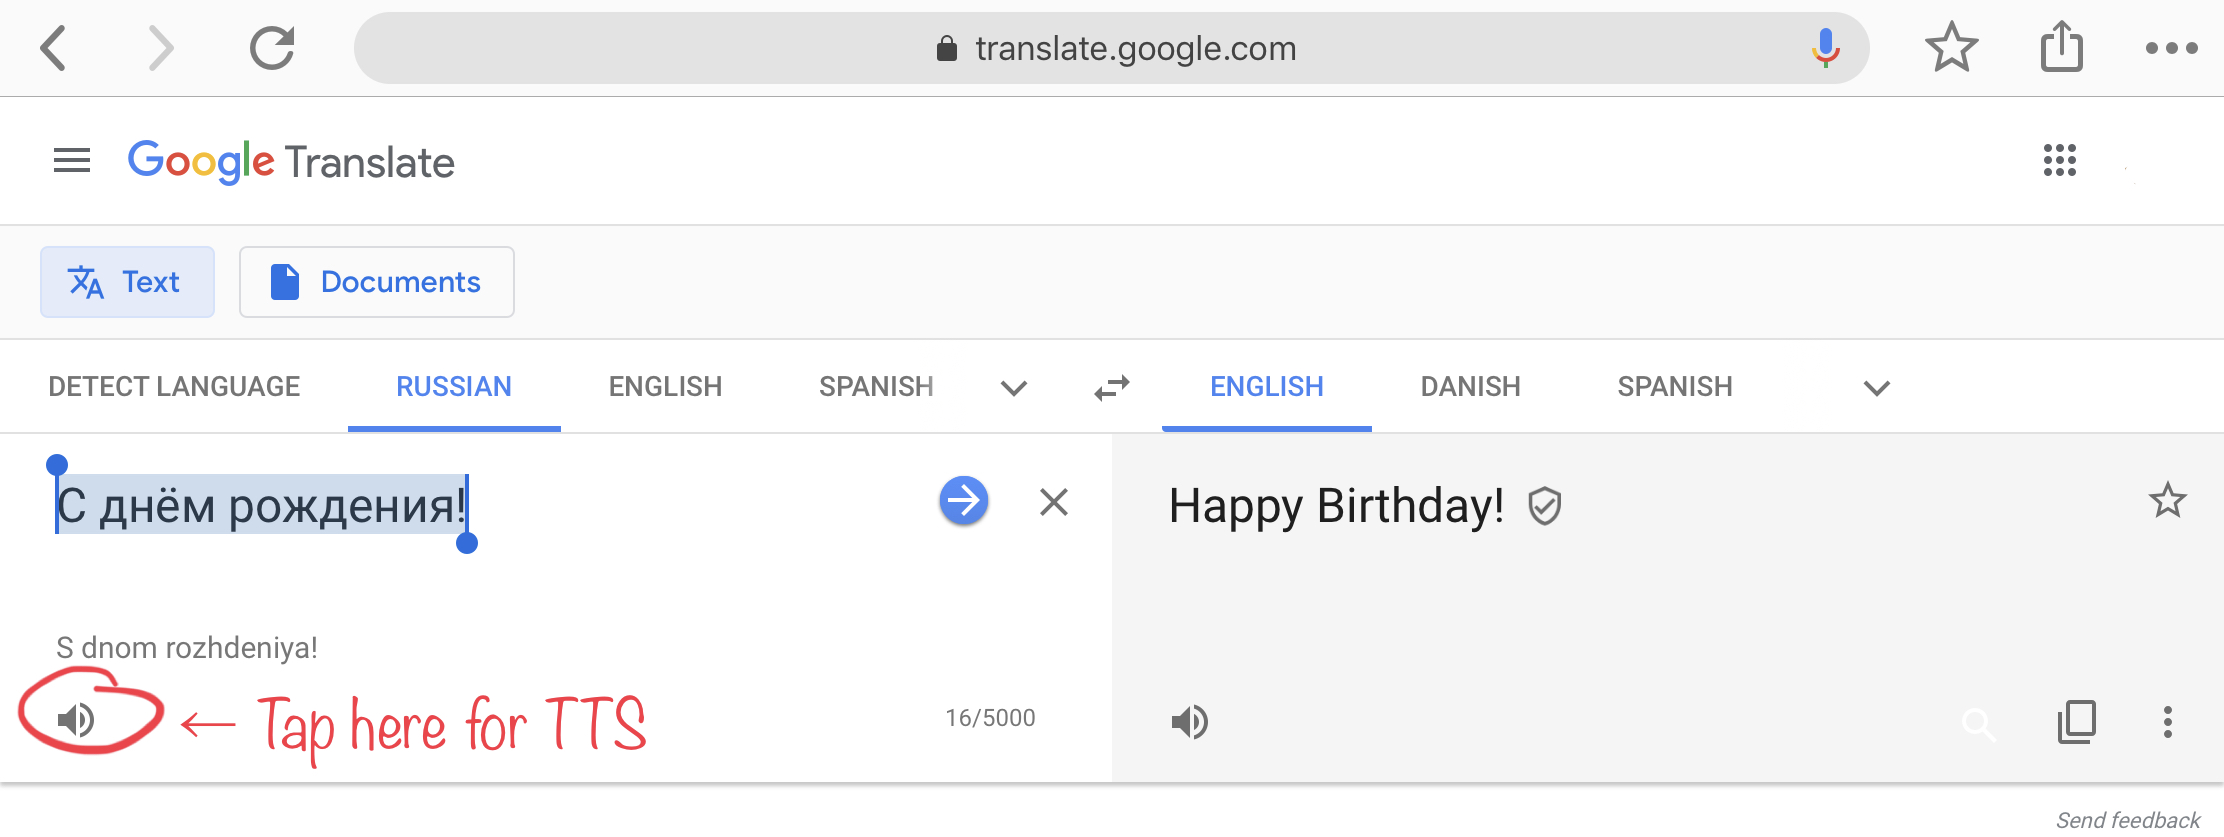 translate.google.com
Google Translate
Text Documents
DETECT LANGUAGE RUSSIAN ENGLISH SPANISH ENGLISH DANISH SPANISH
С днём рождения! Happy Birthday!
S dnom rozhdeniya!
← Tap here for TTS 16/5000
Send feedback